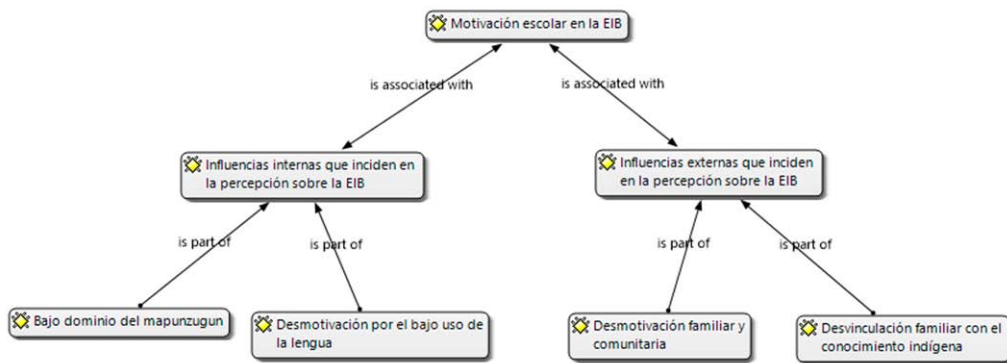 Motivación escolar en la EIB
is associated with
is associated with
Influencias internas que inciden en
la percepción sobre la EIB
Influencias externas que inciden
en la percepción sobre la EIB
is part of
is part of
is part of
is part of
Bajo dominio del mapunzugun
Desmotivación por el bajo uso de
la lengua
Desmotivación familiar y
comunitaria
Desvinculación familiar con el
conocimiento indígena